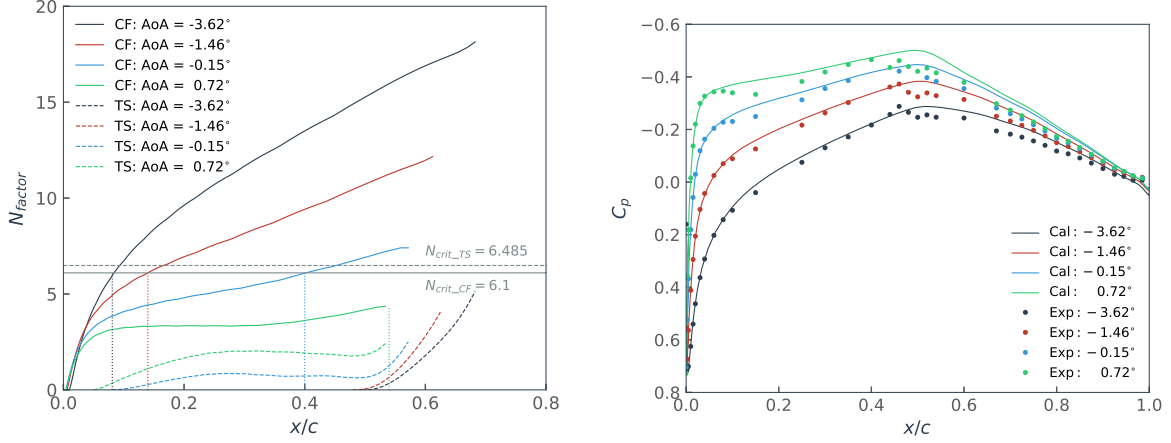 20
15
10
5
0
0.0
0.2
0.4
0.6
0.8
N_factor
x/c
CF: AoA = -3.62°
CF: AoA = -1.46°
CF: AoA = -0.15°
CF: AoA = 0.72°
TS: AoA = -3.62°
TS: AoA = -1.46°
TS: AoA = -0.15°
TS: AoA = 0.72°
N_crit_TS = 6.485
N_crit_CF = 6.1
−0.6
−0.4
−0.2
0.0
0.2
0.4
0.6
0.8
0.0
0.2
0.4
0.6
0.8
1.0
C_p
x/c
Cal: −3.62°
Cal: −1.46°
Cal: −0.15°
Cal: 0.72°
Exp: −3.62°
Exp: −1.46°
Exp: −0.15°
Exp: 0.72°